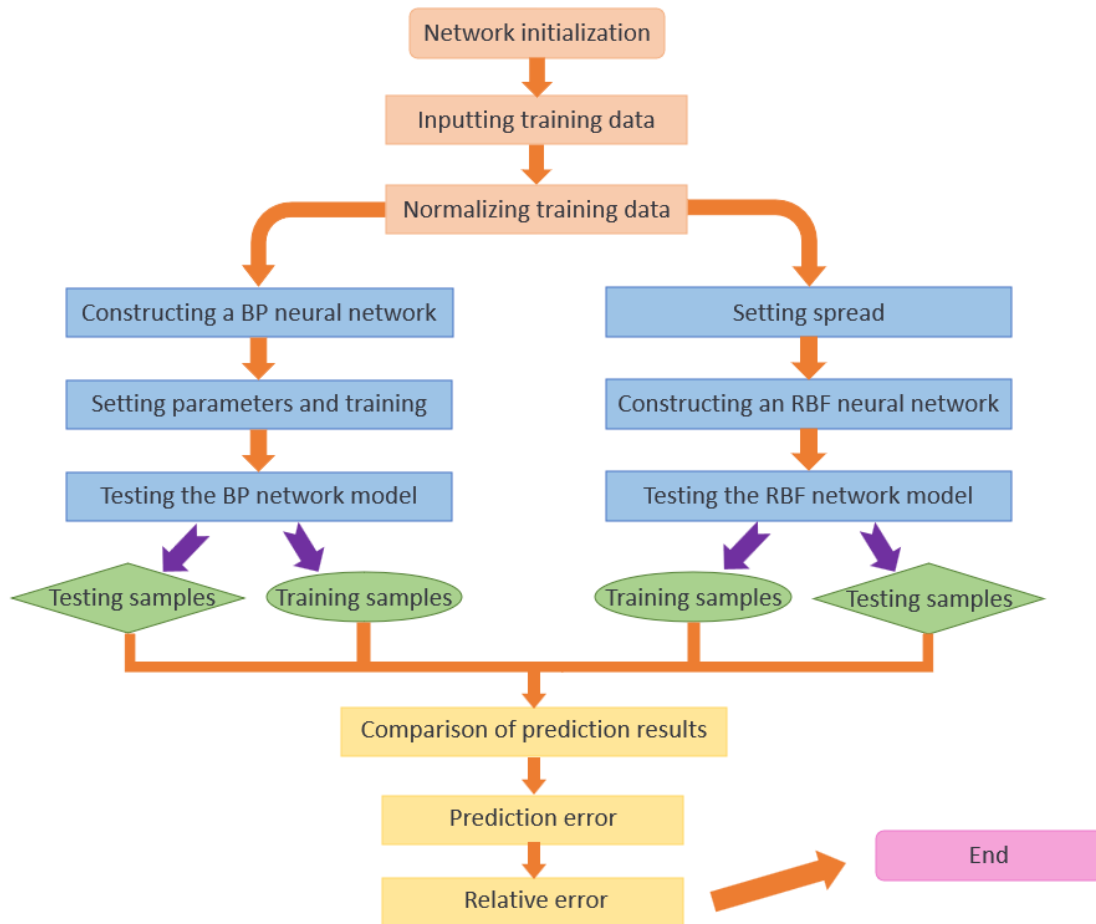 Network initialization
Inputting training data
Normalizing training data
Constructing a BP neural network
Setting spread
Setting parameters and training
Constructing an RBF neural network
Testing the BP network model
Testing the RBF network model
Testing samples
Training samples
Training samples
Testing samples
Comparison of prediction results
Prediction error
End
Relative error